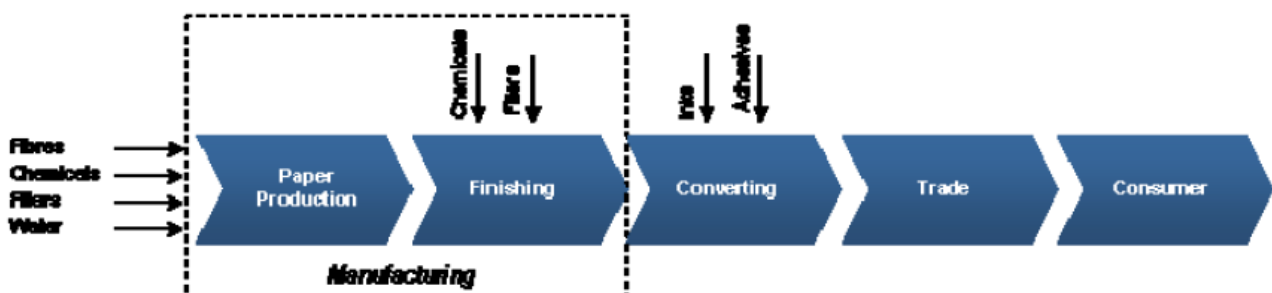 Chemicals
Fillers
Inks
Adhesives
Fibres
Chemicals
Fillers
Water
Paper
Production
Finishing
Converting
Trade
Consumer
Manufacturing